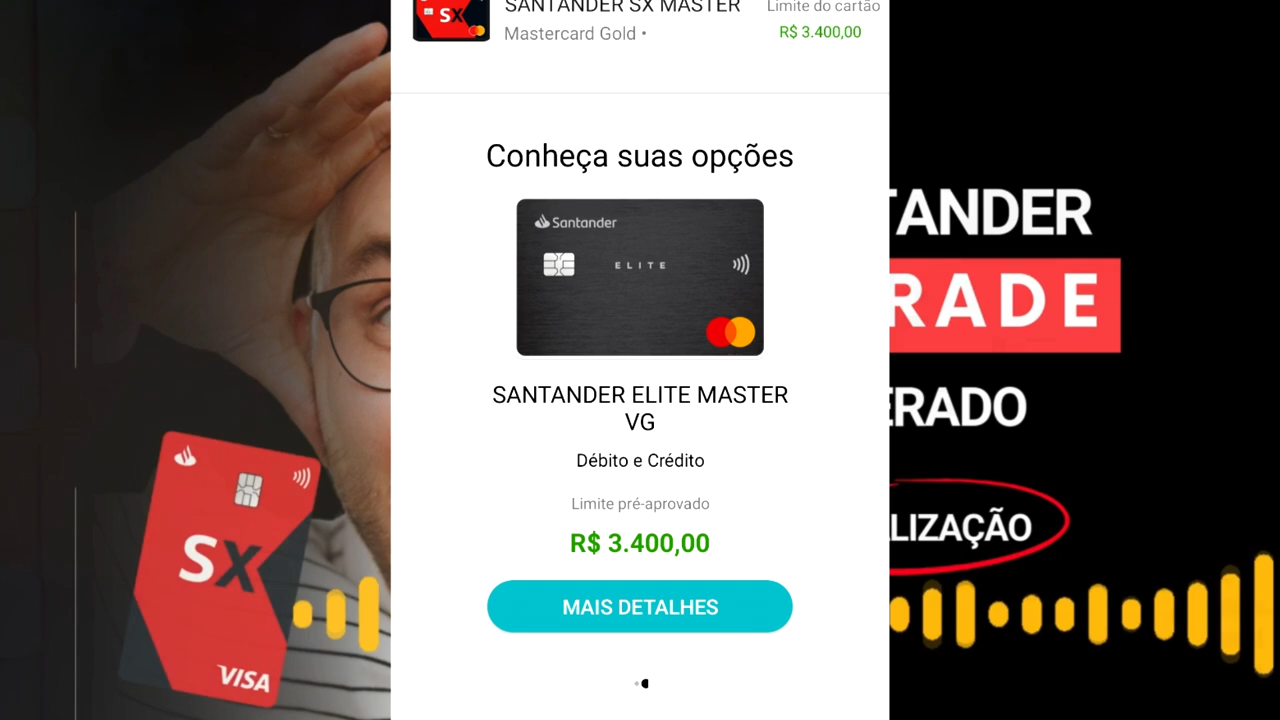 SANTANDER SX MASTER
Limite do cartão
SX
Mastercard Gold •
R$ 3.400,00
Conheça suas opções
Santander
ELITE
SANTANDER ELITE MASTER
VG
Débito e Crédito
Limite pré-aprovado
R$ 3.400,00
MAIS DETALHES
SX
VISA
TANDER
RADE
ERADO
LIZAÇÃO